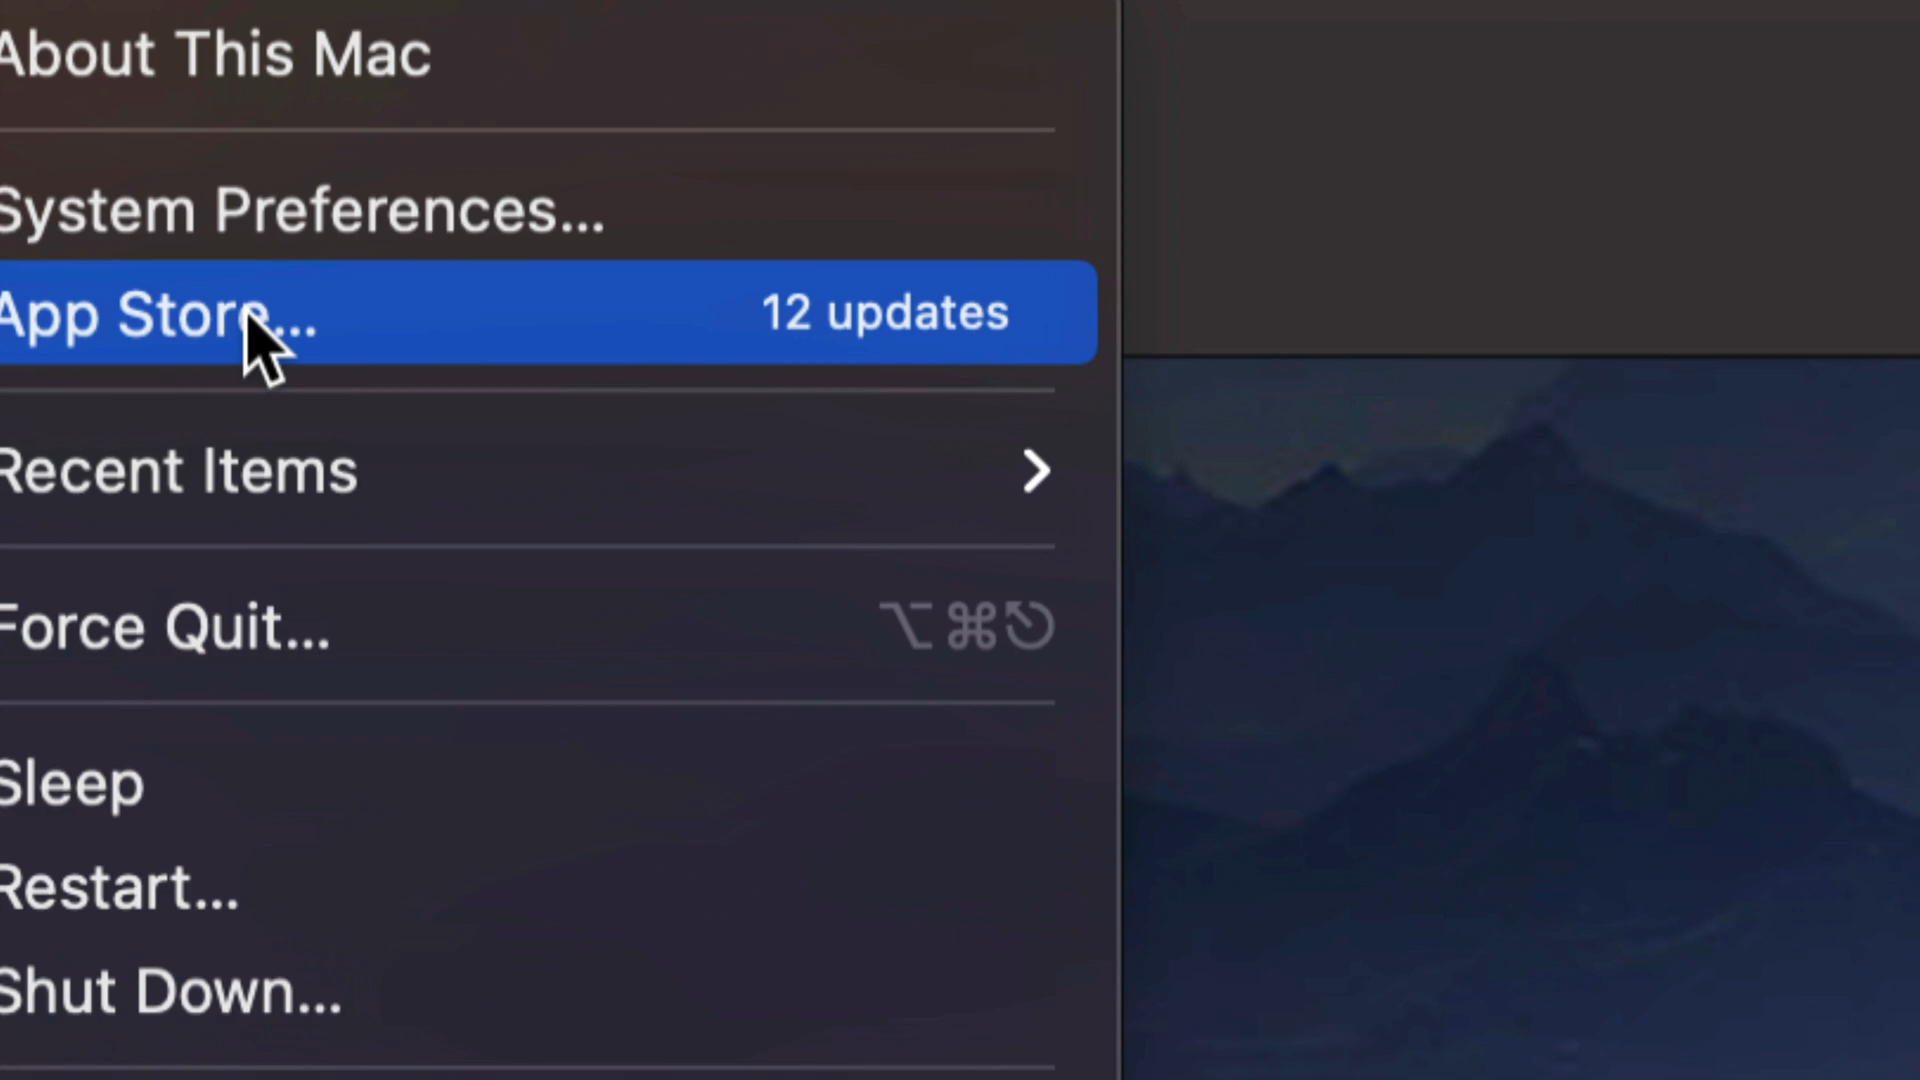 About This Mac
System Preferences...
App Store... 12 updates
Recent Items
Force Quit... ⌥⌘⎋
Sleep
Restart...
Shut Down...